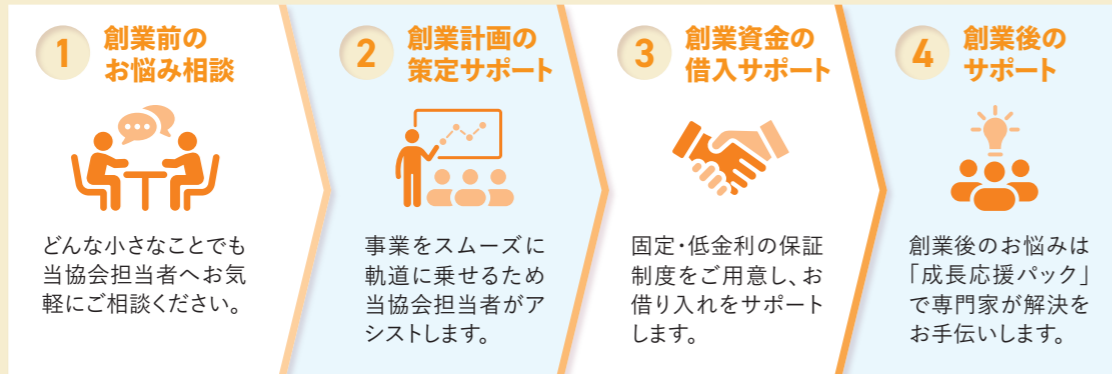 1
創業前の
お悩み相談
どんな小さなことでも
当協会担当者へお気
軽にご相談ください。
2
創業計画の
策定サポート
事業をスムーズに
軌道に乗せるため
当協会担当者がア
シストします。
3
創業資金の
借入サポート
固定・低金利の保証
制度をご用意し、お
借り入れをサポート
します。
4
創業後の
サポート
創業後のお悩みは
「成長応援パック」
で専門家が解決を
お手伝いします。